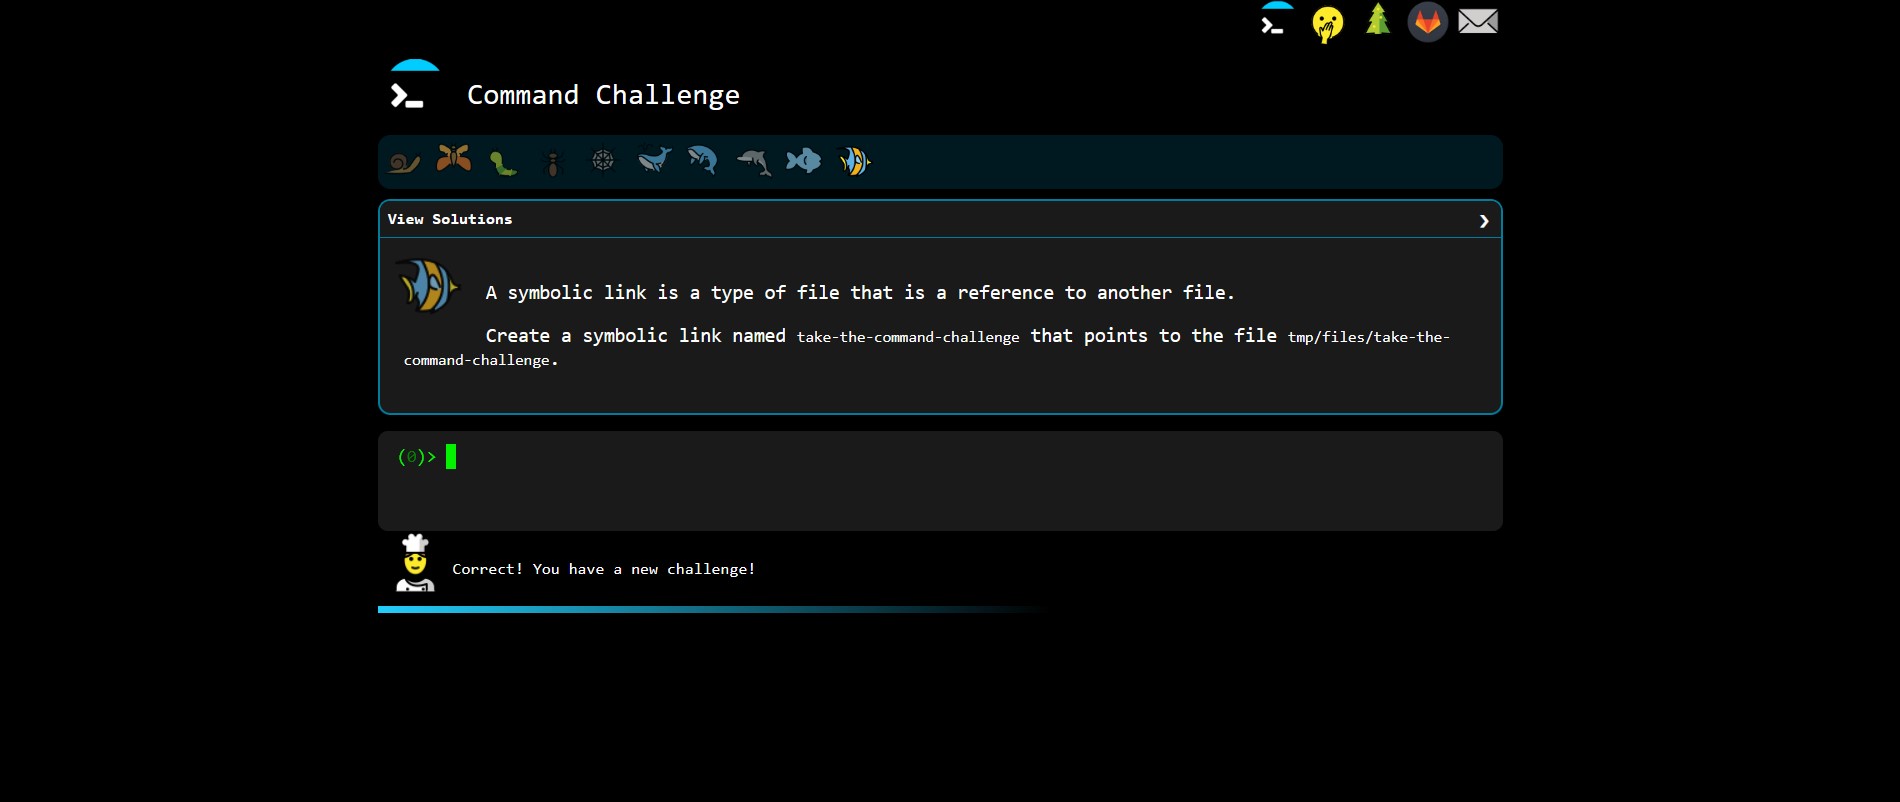 Command Challenge
View Solutions
A symbolic link is a type of file that is a reference to another file.
Create a symbolic link named take-the-command-challenge that points to the file tmp/files/take-the-
command-challenge.
(0)>
Correct! You have a new challenge!